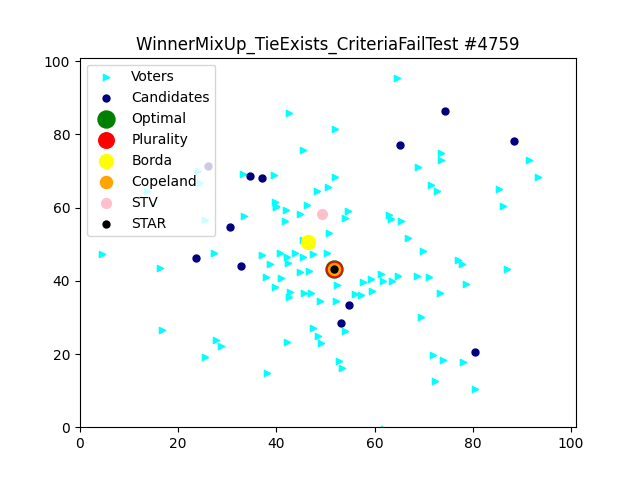 WinnerMixUp_TieExists_CriteriaFailTest #4759
100
80
60
40
20
0
0 20 40 60 80 100
Voters
Candidates
Optimal
Plurality
Borda
Copeland
STV
STAR